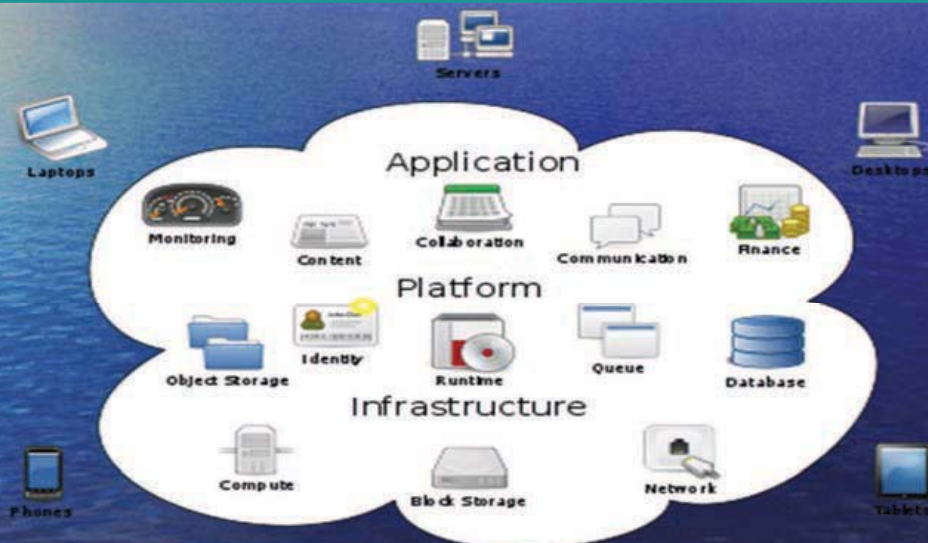 Servers
Laptops
Desktops
Application
Monitoring
Content
Collaboration
Communication
Finance
Platform
Object Storage
Identity
Runtime
Queue
Database
Infrastructure
Compute
Block Storage
Network
Phones
Tablets